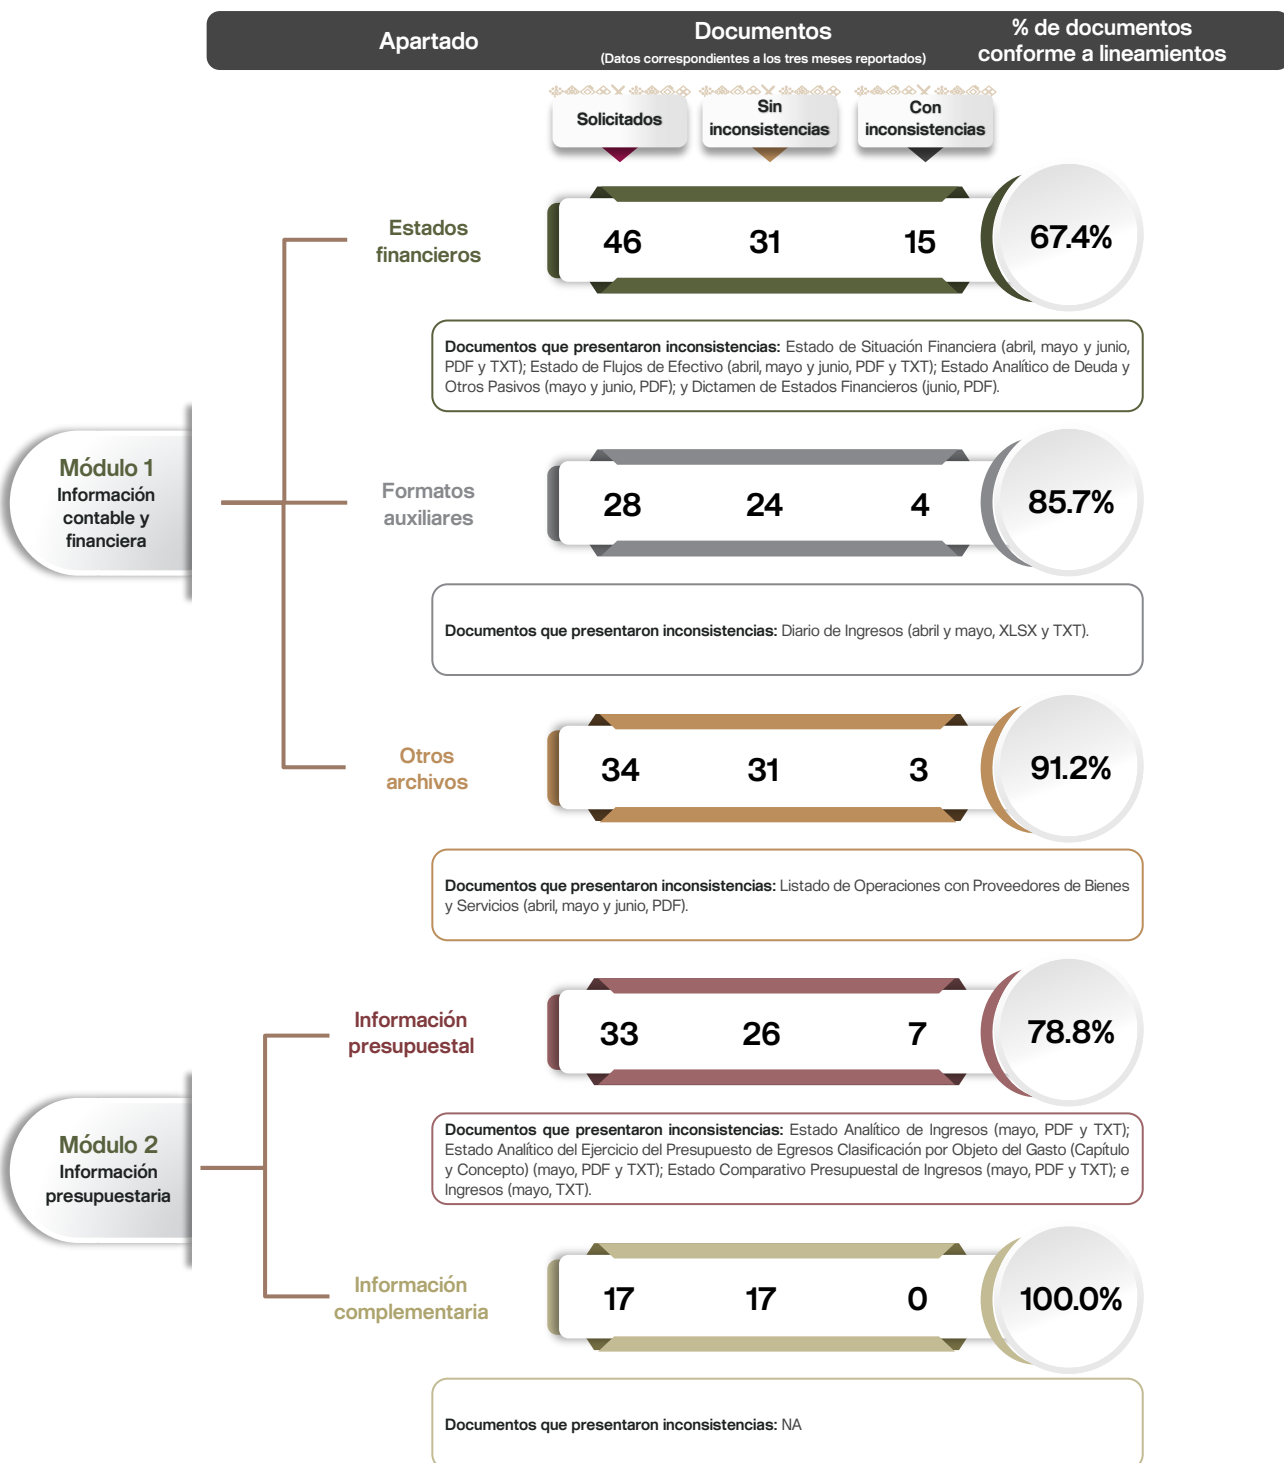 Apartado
Documentos
(Datos correspondientes a los tres meses reportados)
% de documentos
conforme a lineamientos
Solicitados
Sin
inconsistencias
Con
inconsistencias
Módulo 1
Información
contable y
financiera
Estados
financieros
46 31 15 67.4%
Documentos que presentaron inconsistencias: Estado de Situación Financiera (abril, mayo y junio,
PDF y TXT); Estado de Flujos de Efectivo (abril, mayo y junio, PDF y TXT); Estado Analítico de Deuda y
Otros Pasivos (mayo y junio, PDF); y Dictamen de Estados Financieros (junio, PDF).
Formatos
auxiliares
28 24 4 85.7%
Documentos que presentaron inconsistencias: Diario de Ingresos (abril y mayo, XLSX y TXT).
Otros
archivos
34 31 3 91.2%
Documentos que presentaron inconsistencias: Listado de Operaciones con Proveedores de Bienes
y Servicios (abril, mayo y junio, PDF).
Módulo 2
Información
presupuestaria
Información
presupuestal
33 26 7 78.8%
Documentos que presentaron inconsistencias: Estado Analítico de Ingresos (mayo, PDF y TXT);
Estado Analítico del Ejercicio del Presupuesto de Egresos Clasificación por Objeto del Gasto (Capítulo
y Concepto) (mayo, PDF y TXT); Estado Comparativo Presupuestal de Ingresos (mayo, PDF y TXT); e
Ingresos (mayo, TXT).
Información
complementaria
17 17 0 100.0%
Documentos que presentaron inconsistencias: NA